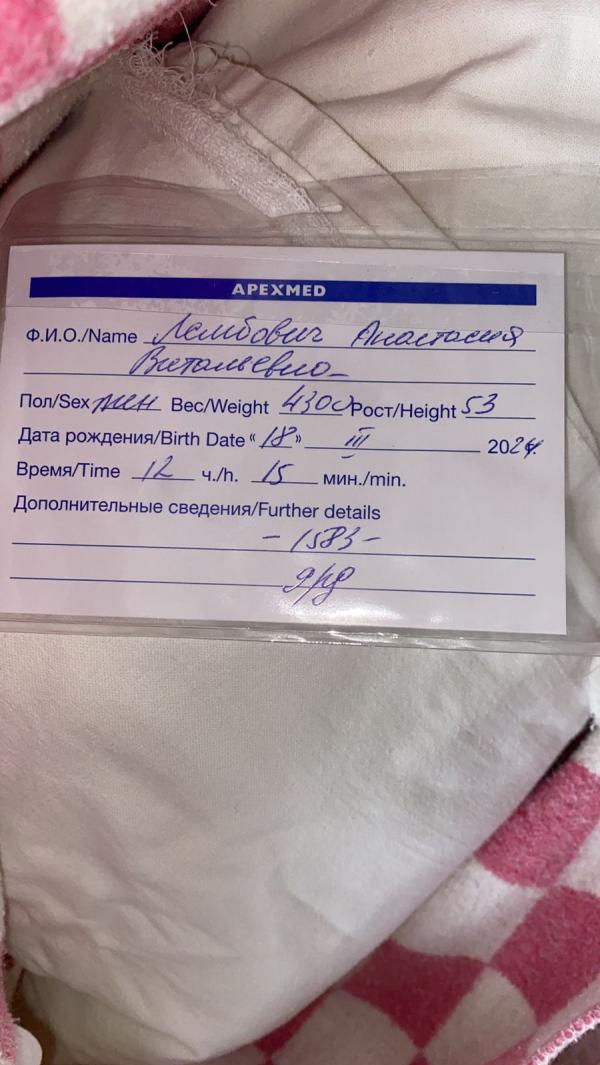 APEXMED
Ф.И.О./Name Лембович Анастасия
Витальевна
Пол/Sex жен Вес/Weight 4300 Рост/Height 53
Дата рождения/Birth Date “18” III 2024
Время/Time 12 ч./h. 15 мин./min.
Дополнительные сведения/Further details
- 1583 -